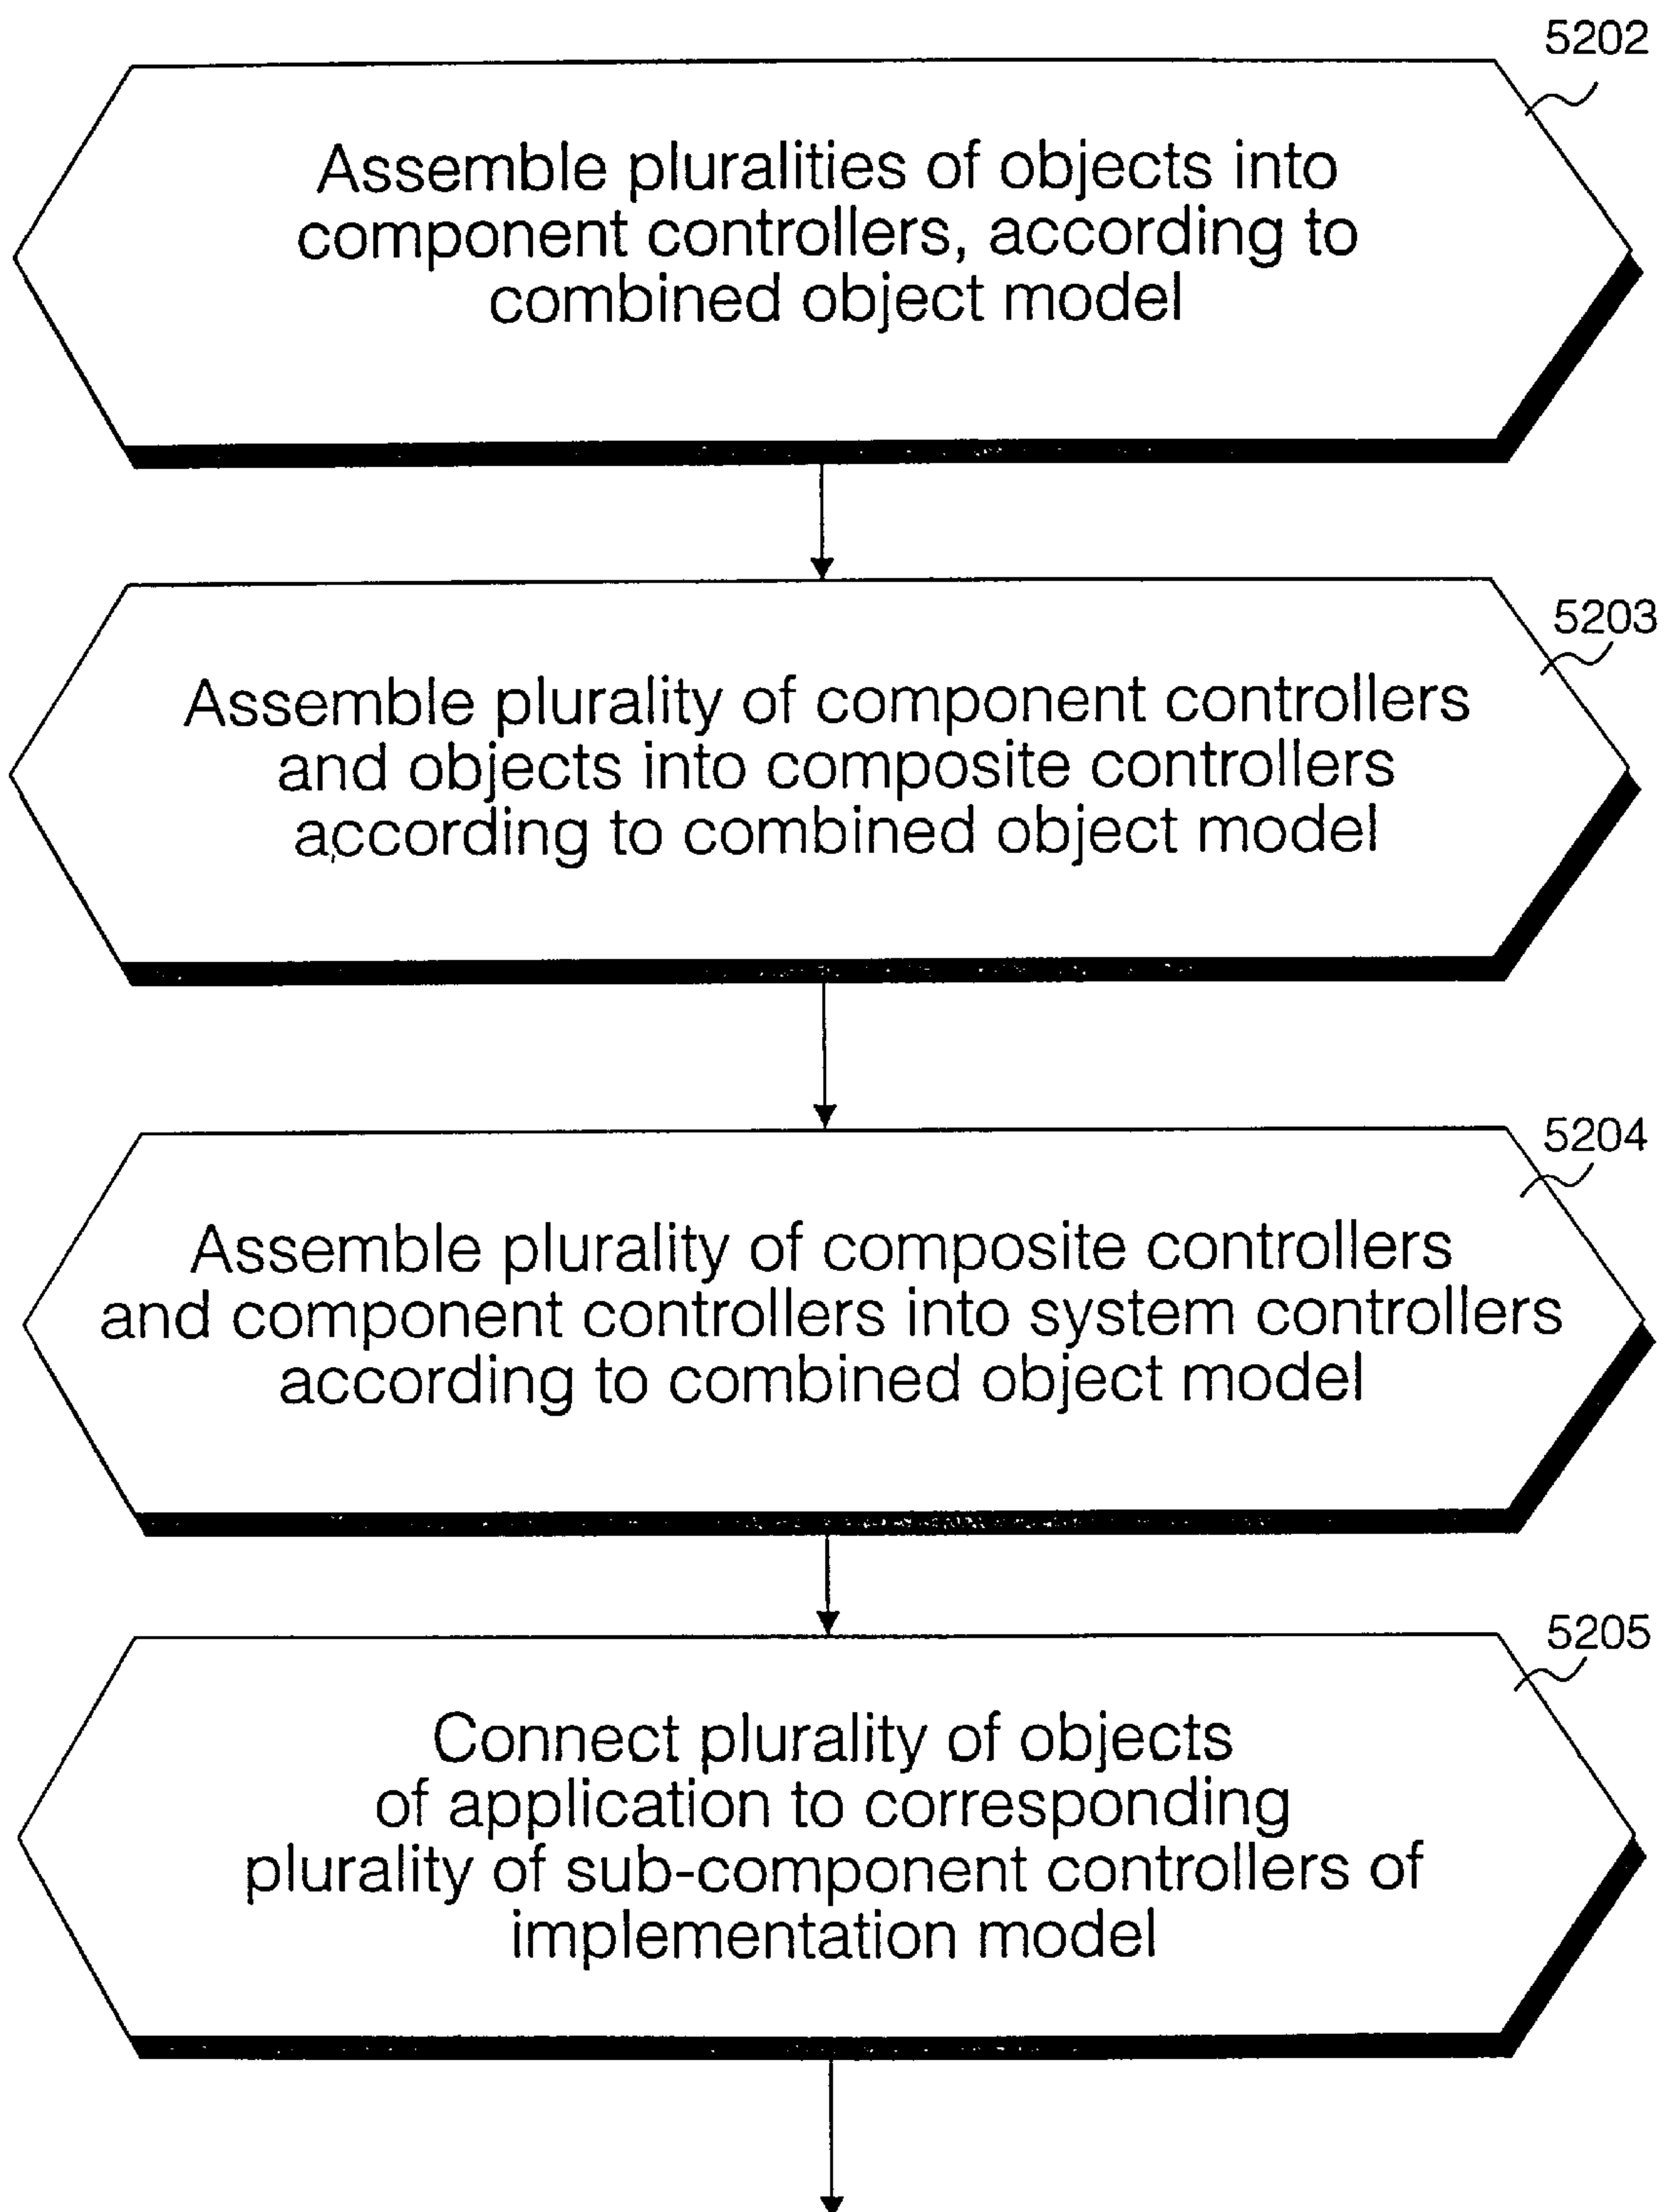 5202
Assemble pluralities of objects into
component controllers, according to
combined object model
5203
Assemble plurality of component controllers
and objects into composite controllers
according to combined object model
5204
Assemble plurality of composite controllers
and component controllers into system controllers
according to combined object model
5205
Connect plurality of objects
of application to corresponding
plurality of sub-component controllers of
implementation model